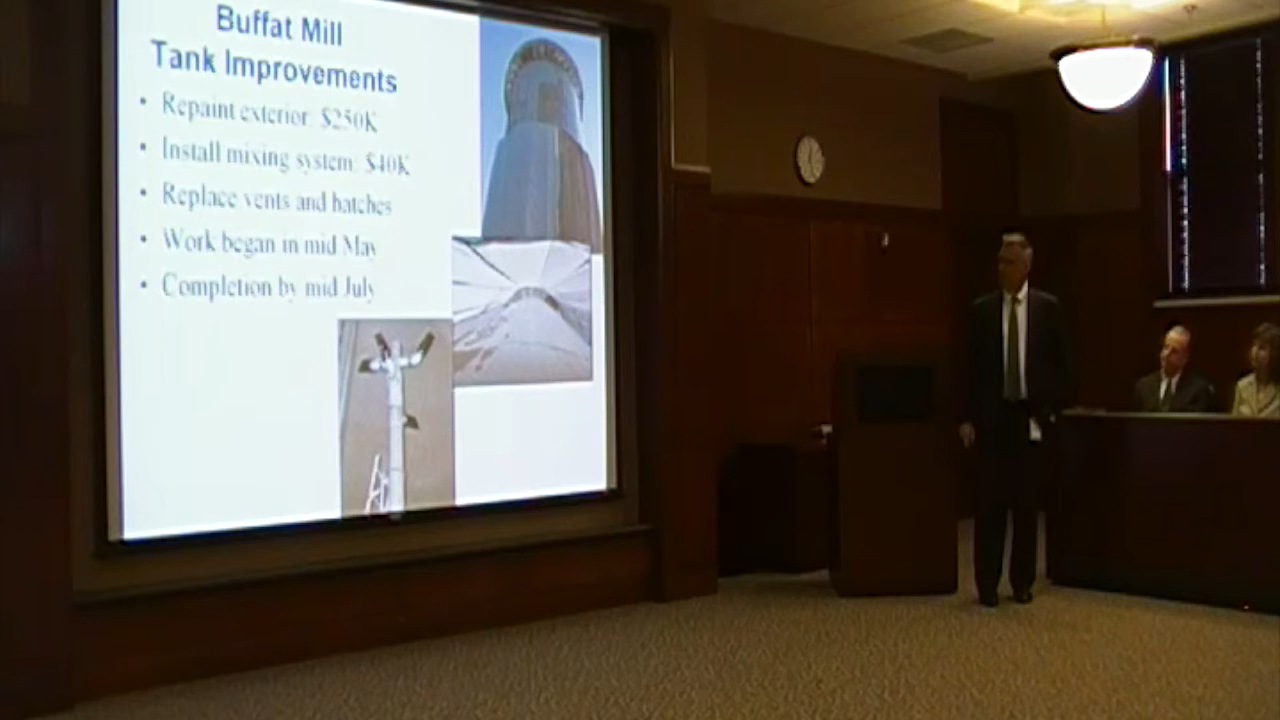 Buffat Mill
Tank Improvements
• Repaint exterior: $250K
• Install mixing system: $40K
• Replace vents and hatches
• Work began in mid May
• Completion by mid July